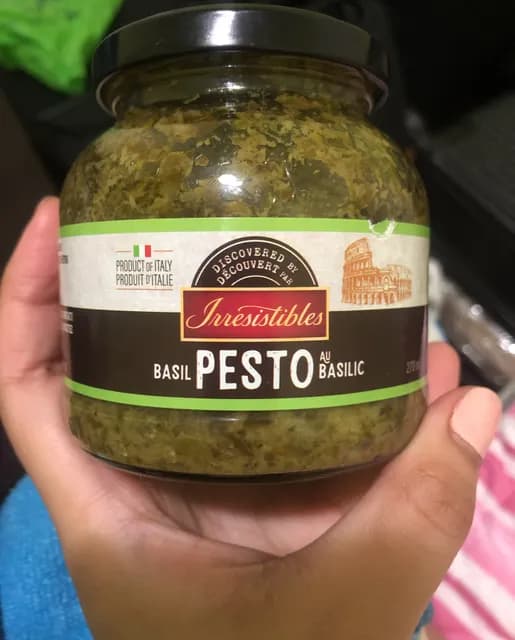 PRODUCT OF ITALY
PRODUIT D'ITALIE
DISCOVERED BY
DÉCOUVERT PAR
Irresistibles
BASIL PESTO AU BASILIC